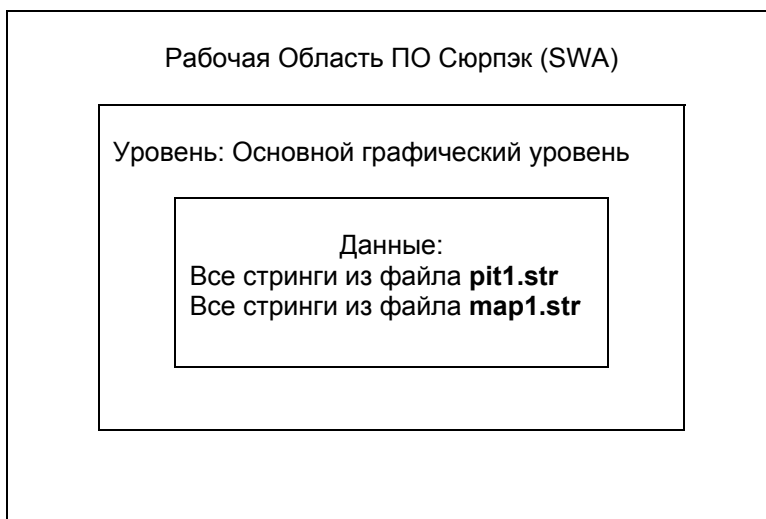 Рабочая Область ПО Сюрпэк (SWA)
Уровень: Основной графический уровень
Данные:
Все стринги из файла pit1.str
Все стринги из файла map1.str